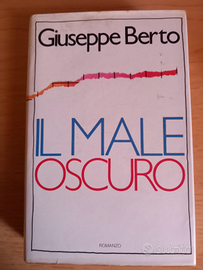 Giuseppe Berto
IL MALE
OSCURO
ROMANZO